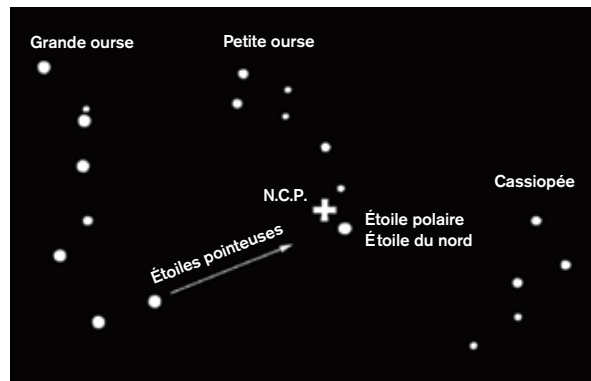 Grande ourse
Petite ourse
Cassiopée
N.C.P.
Étoile polaire
Étoile du nord
Étoiles pointeuses